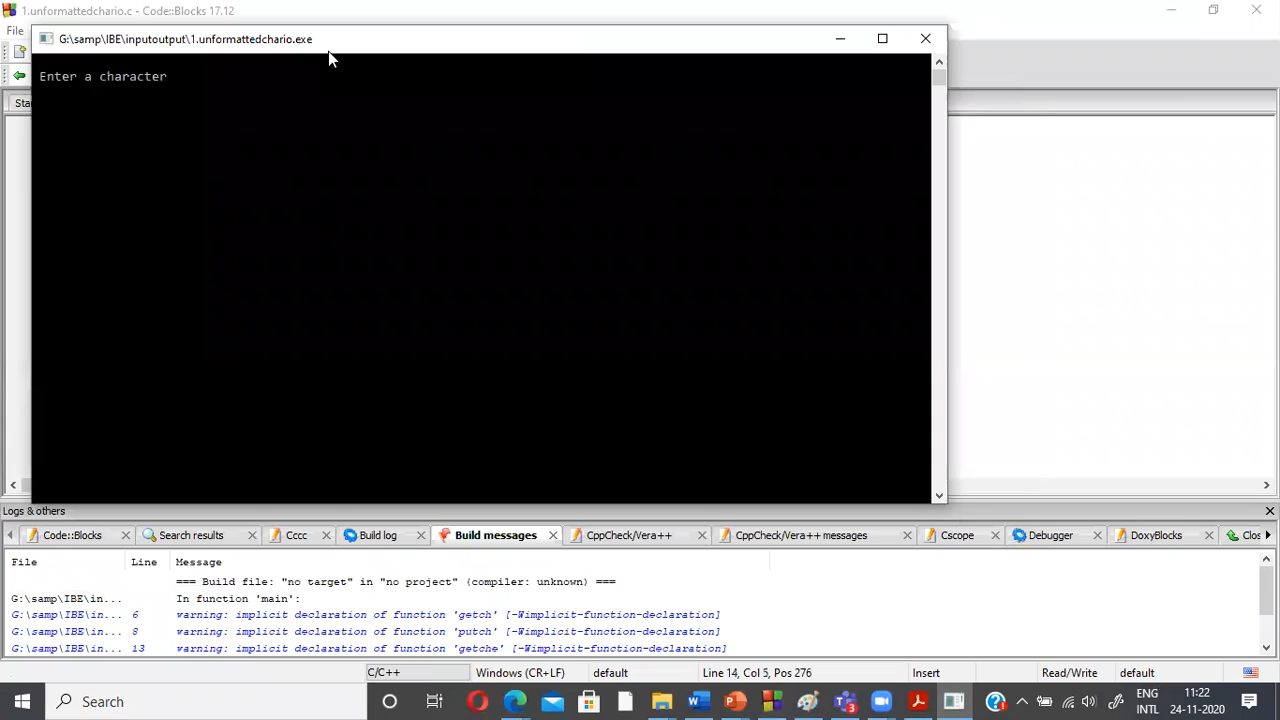 1.unformattedchario.c - Code::Blocks 17.12
File
G:\samp\IBE\inputoutput\1.unformattedchario.exe
Enter a character
Logs & others
Code::Blocks Search results Cccc Build log Build messages CppCheck/Vera++ CppCheck/Vera++ messages Cscope Debugger DoxyBlocks Clos
File Line Message
=== Build file: "no target" in "no project" (compiler: unknown) ===
G:\samp\IBE\in... In function 'main':
G:\samp\IBE\in... 6 warning: implicit declaration of function 'getch' [-Wimplicit-function-declaration]
G:\samp\IBE\in... 8 warning: implicit declaration of function 'putch' [-Wimplicit-function-declaration]
G:\samp\IBE\in... 13 warning: implicit declaration of function 'getche' [-Wimplicit-function-declaration]
C/C++ Windows (CR+LF) default Line 14, Col 5, Pos 276 Insert Read/Write default
Search
ENG 11:22
INTL 24-11-2020